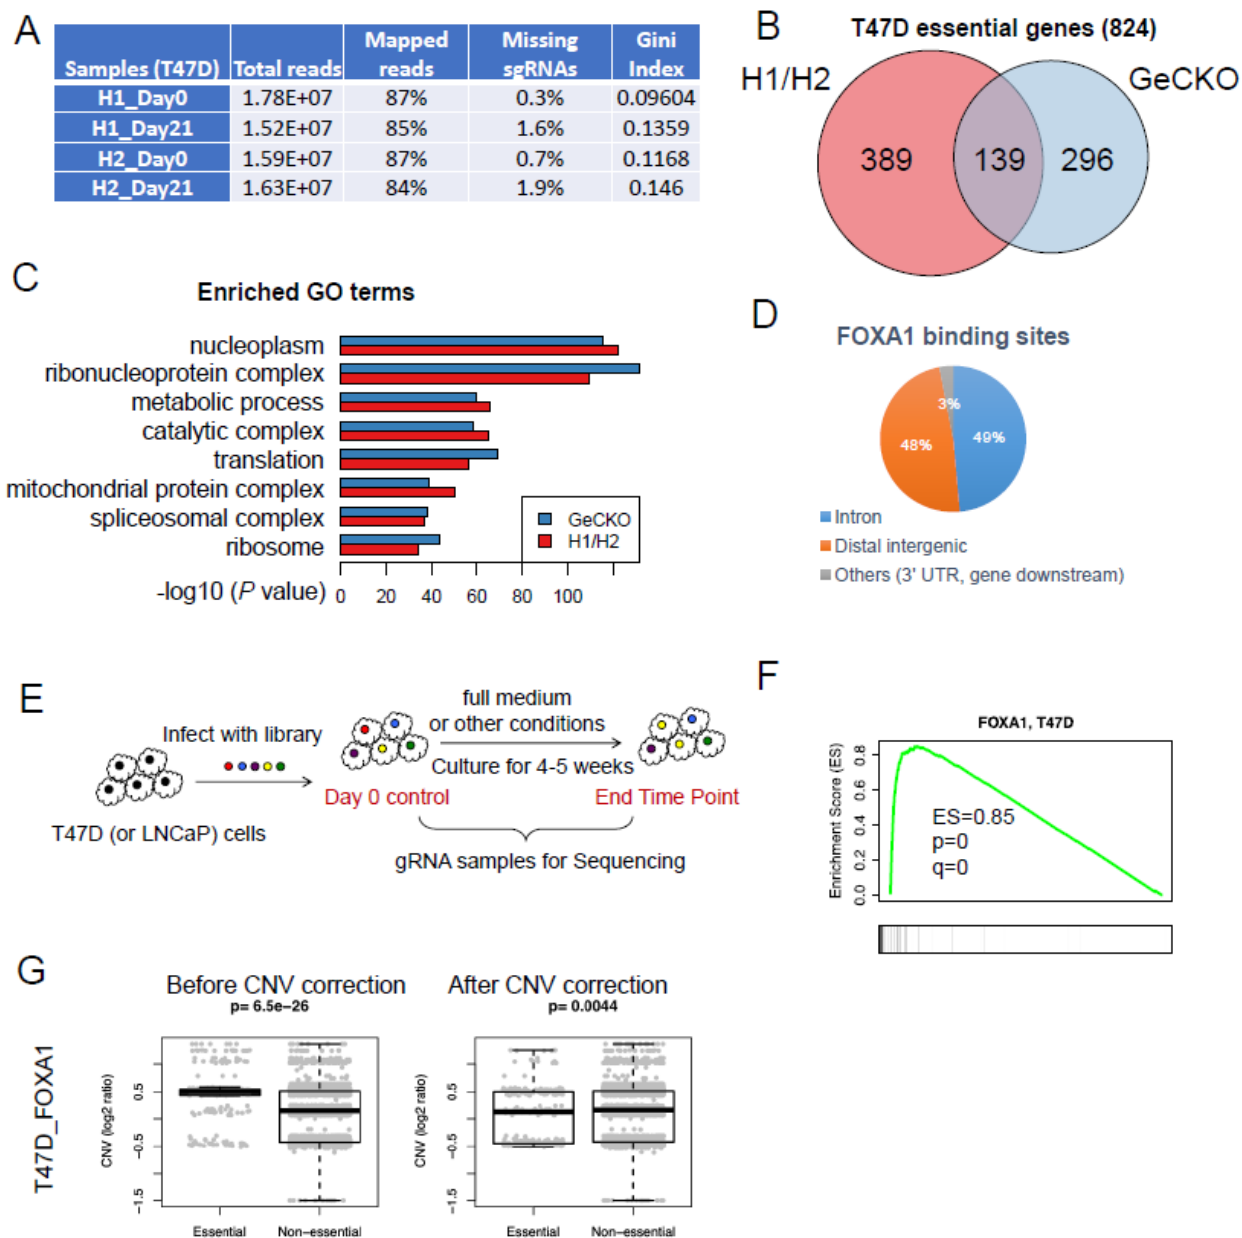 A
Samples (T47D) Total reads Mapped reads Missing sgRNAs Gini Index
H1_Day0 1.78E+07 87% 0.3% 0.09604
H1_Day21 1.52E+07 85% 1.6% 0.1359
H2_Day0 1.59E+07 87% 0.7% 0.1168
H2_Day21 1.63E+07 84% 1.9% 0.146
B
T47D essential genes (824)
H1/H2
GeCKO
389 139 296
C
Enriched GO terms
nucleoplasm
ribonucleoprotein complex
metabolic process
catalytic complex
translation
mitochondrial protein complex
spliceosomal complex
ribosome
GeCKO
H1/H2
-log10 (P value) 0 20 40 60 80 100
D
FOXA1 binding sites
3%
48% 49%
Intron
Distal intergenic
Others (3' UTR, gene downstream)
E
Infect with library
full medium
or other conditions
Culture for 4-5 weeks
T47D (or LNCaP) cells
Day 0 control
End Time Point
gRNA samples for Sequencing
F
FOXA1, T47D
Enrichment Score (ES)
0.8
0.6
0.4
0.2
0.0
ES=0.85
p=0
q=0
G
T47D_FOXA1
Before CNV correction
p= 6.5e-26
CNV (log2 ratio)
0.5
-0.5
-1.5
Essential Non-essential
After CNV correction
p= 0.0044
CNV (log2 ratio)
0.5
-0.5
-1.5
Essential Non-essential